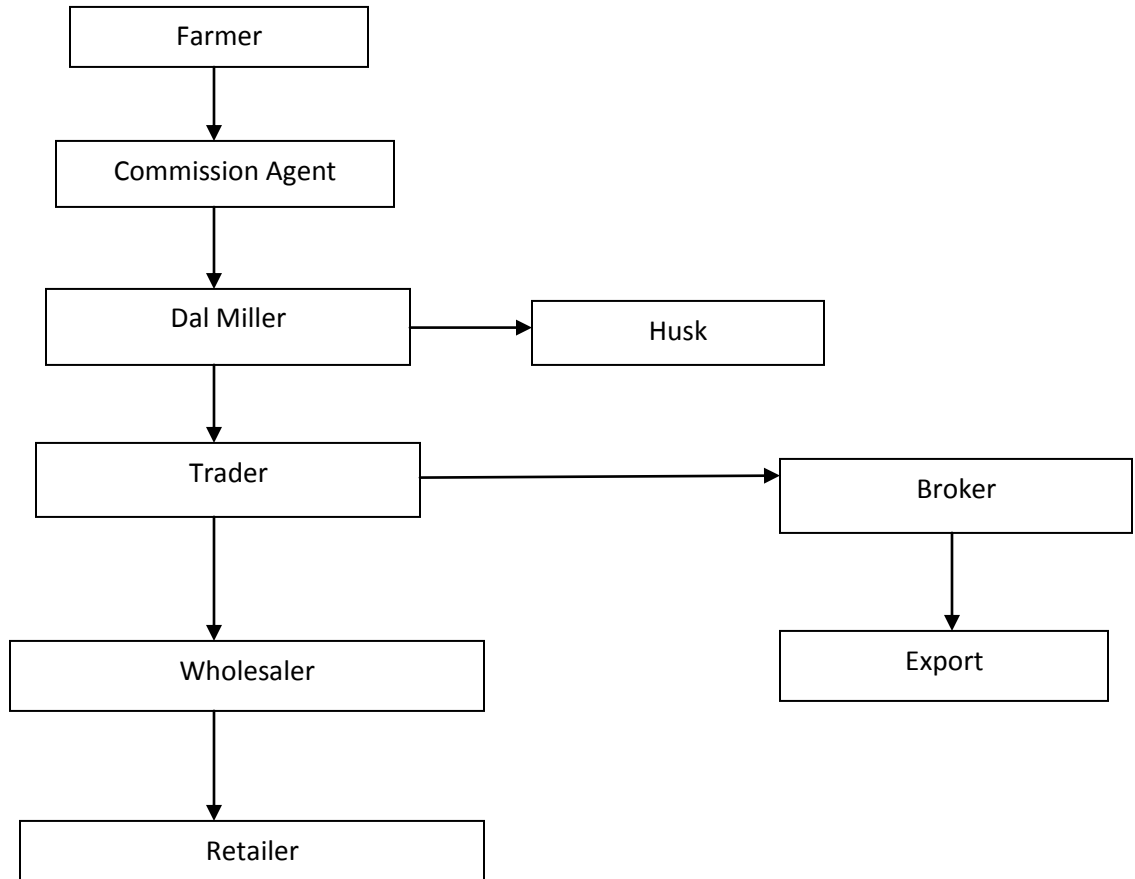 Farmer
Commission Agent
Dal Miller
Husk
Trader
Broker
Wholesaler
Export
Retailer